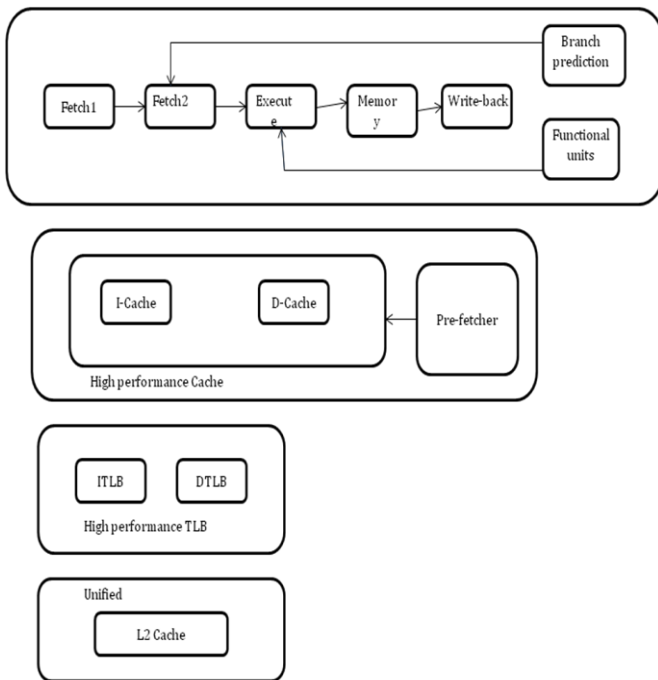 Branch
prediction
Fetch1
Fetch2
Execut
e
Memor
y
Write-back
Functional
units
I-Cache
D-Cache
Pre-fetcher
High performance Cache
ITLB
DTLB
High performance TLB
Unified
L2 Cache